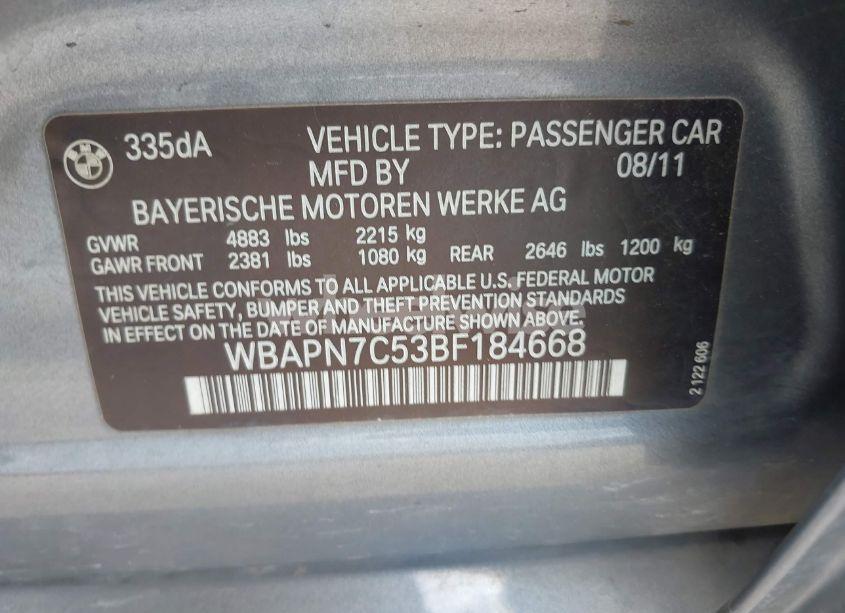 335dA VEHICLE TYPE: PASSENGER CAR
MFD BY 08/11
BAYERISCHE MOTOREN WERKE AG
GVWR 4883 lbs 2215 kg
GAWR FRONT 2381 lbs 1080 kg REAR 2646 lbs 1200 kg
THIS VEHICLE CONFORMS TO ALL APPLICABLE U.S. FEDERAL MOTOR
VEHICLE SAFETY, BUMPER AND THEFT PREVENTION STANDARDS
IN EFFECT ON THE DATE OF MANUFACTURE SHOWN ABOVE.
WBAPN7C53BF184668
2 122 606